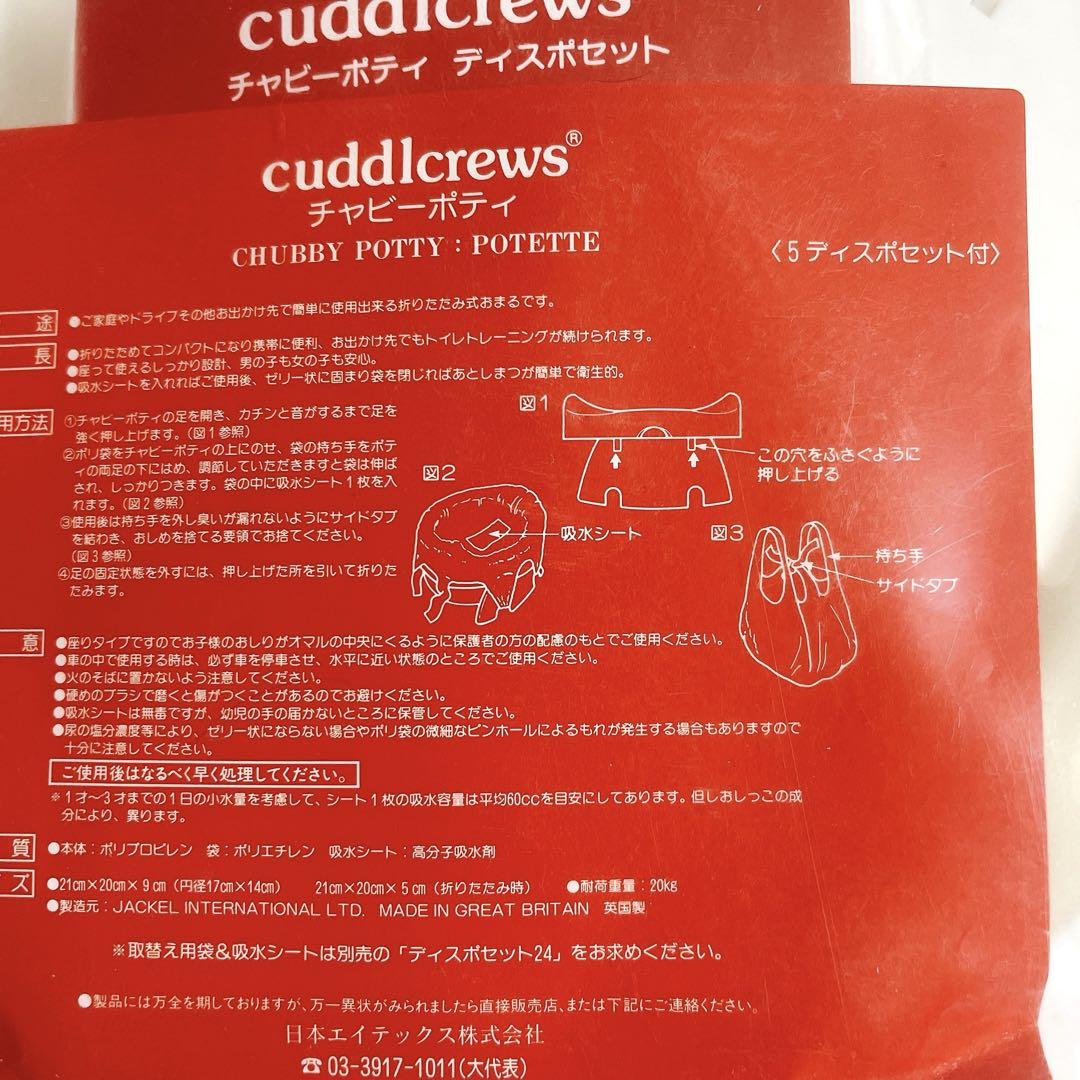 cuddlcrews
チャビーポティ ディスポセット
cuddlcrews®
チャビーポティ
CHUBBY POTTY : POTETTE
〈5ディスポセット付〉
途 ●ご家庭やドライブその他お出かけ先で簡単に使用出来る折りたたみ式おまるです。
長 ●折りたためてコンパクトになり携帯に便利、お出かけ先でもトイレトレーニングが続けられます。
●座って使えるしっかり設計、男の子も女の子も安心。
●吸水シートを入れればご使用後、ゼリー状に固まり袋を閉じればあとしまつが簡単で衛生的。
用方法 ①チャビーポティの足を開き、カチンと音がするまで足を
強く押し上げます。(図1参照)
②ポリ袋をチャビーポティの上にのせ、袋の持ち手をポテ
ィの両足の下にはめ、調節していただきますと袋は伸ば
され、しっかりつきます。袋の中に吸水シート1枚を入
れます。(図2参照)
③使用後は持ち手を外し臭いが漏れないようにサイドタブ
を結わき、おしめを捨てる要領でお捨てください。
(図3参照)
④足の固定状態を外すには、押し上げた所を引いて折りた
たみます。
図1
この穴をふさぐように
押し上げる
図2
吸水シート
図3
持ち手
サイドタブ
意 ●座りタイプですのでお子様のおしりがオマルの中央にくるように保護者の方の配慮のもとでご使用ください。
●車の中で使用する時は、必ず車を停車させ、水平に近い状態のところでご使用ください。
●火のそばに置かないよう注意してください。
●硬めのブラシで磨くと傷がつくことがあるのでお避けください。
●吸水シートは無毒ですが、幼児の手の届かないところに保管してください。
●尿の塩分濃度等により、ゼリー状にならない場合やポリ袋の微細なピンホールによるもれが発生する場合もありますので
十分に注意してください。
ご使用後はなるべく早く処理してください。
※1才〜3才までの1日の小水量を考慮して、シート1枚の吸水容量は平均60ccを目安にしてあります。但しおしっこの成
分により、異ります。
質 ●本体：ポリプロピレン 袋：ポリエチレン 吸水シート：高分子吸水剤
ズ ●21cm×20cm×9cm(円径17cm×14cm) 21cm×20cm×5cm(折りたたみ時) ●耐荷重量：20kg
●製造元：JACKEL INTERNATIONAL LTD. MADE IN GREAT BRITAIN 英国製
※取替え用袋&吸水シートは別売の「ディスポセット24」をお求めください。
●製品には万全を期しておりますが、万一異状がみられましたら直接販売店、または下記にご連絡ください。
日本エイテックス株式会社
☎03-3917-1011(大代表)